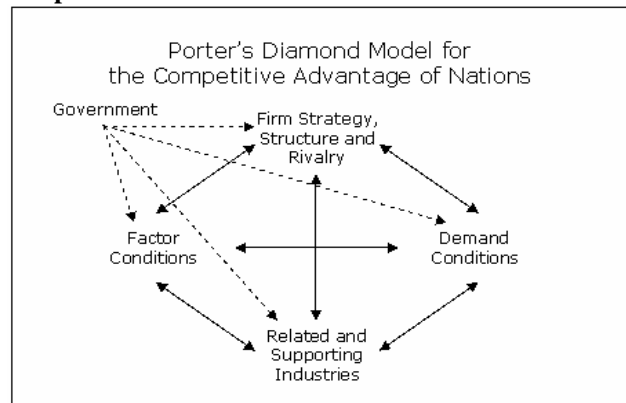 Porter's Diamond Model for
the Competitive Advantage of Nations
Government
Firm Strategy,
Structure and
Rivalry
Factor
Conditions
Demand
Conditions
Related and
Supporting
Industries